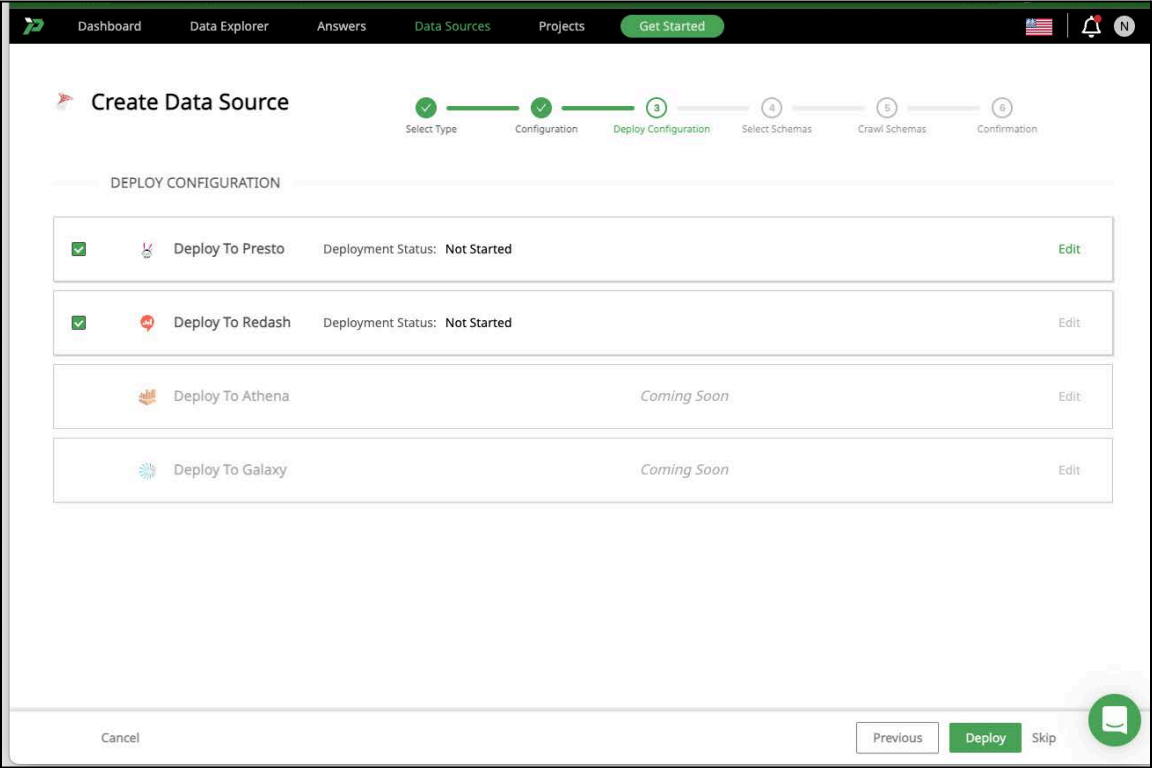 Dashboard Data Explorer Answers Data Sources Projects Get Started N
Create Data Source
3 4 5 6
Select Type Configuration Deploy Configuration Select Schemas Crawl Schemas Confirmation
DEPLOY CONFIGURATION
Deploy To Presto Deployment Status: Not Started Edit
Deploy To Redash Deployment Status: Not Started Edit
Deploy To Athena Coming Soon Edit
Deploy To Galaxy Coming Soon Edit
Cancel Previous Deploy Skip